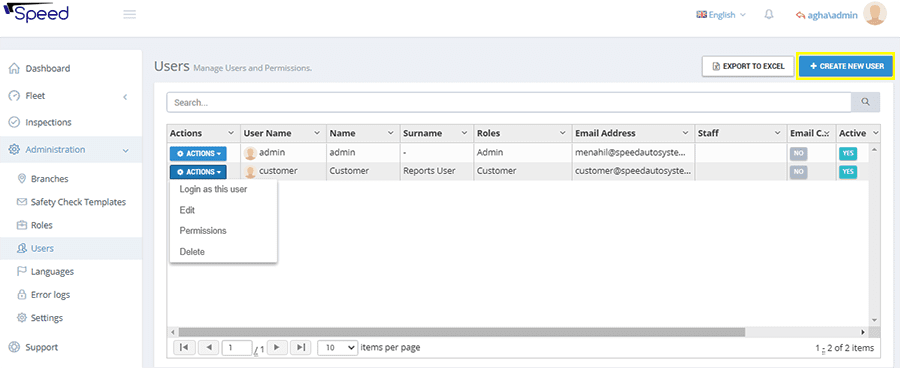 Speed
English
agha\admin
Dashboard
Fleet
Inspections
Administration
Branches
Safety Check Templates
Roles
Users
Languages
Error logs
Settings
Support
Users Manage Users and Permissions.
EXPORT TO EXCEL
+ CREATE NEW USER
Search...
Actions User Name Name Surname Roles Email Address Staff Email C... Active
ACTIONS admin admin - Admin menahil@speedautosyste... NO YES
ACTIONS customer Customer Reports User Customer customer@speedautosyste... NO YES
Login as this user
Edit
Permissions
Delete
1 / 1 10 items per page 1 - 2 of 2 items